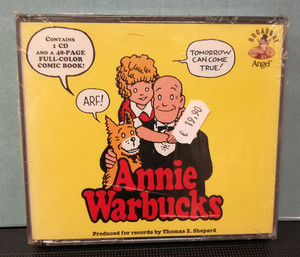 CONTAINS
1 CD
AND A 48-PAGE
FULL-COLOR
COMIC BOOK!
TOMORROW
CAN COME
TRUE!
BROADWAY
Angel
ARF!
€ 19.90
Annie
Warbucks
Produced for records by Thomas Z. Shepard